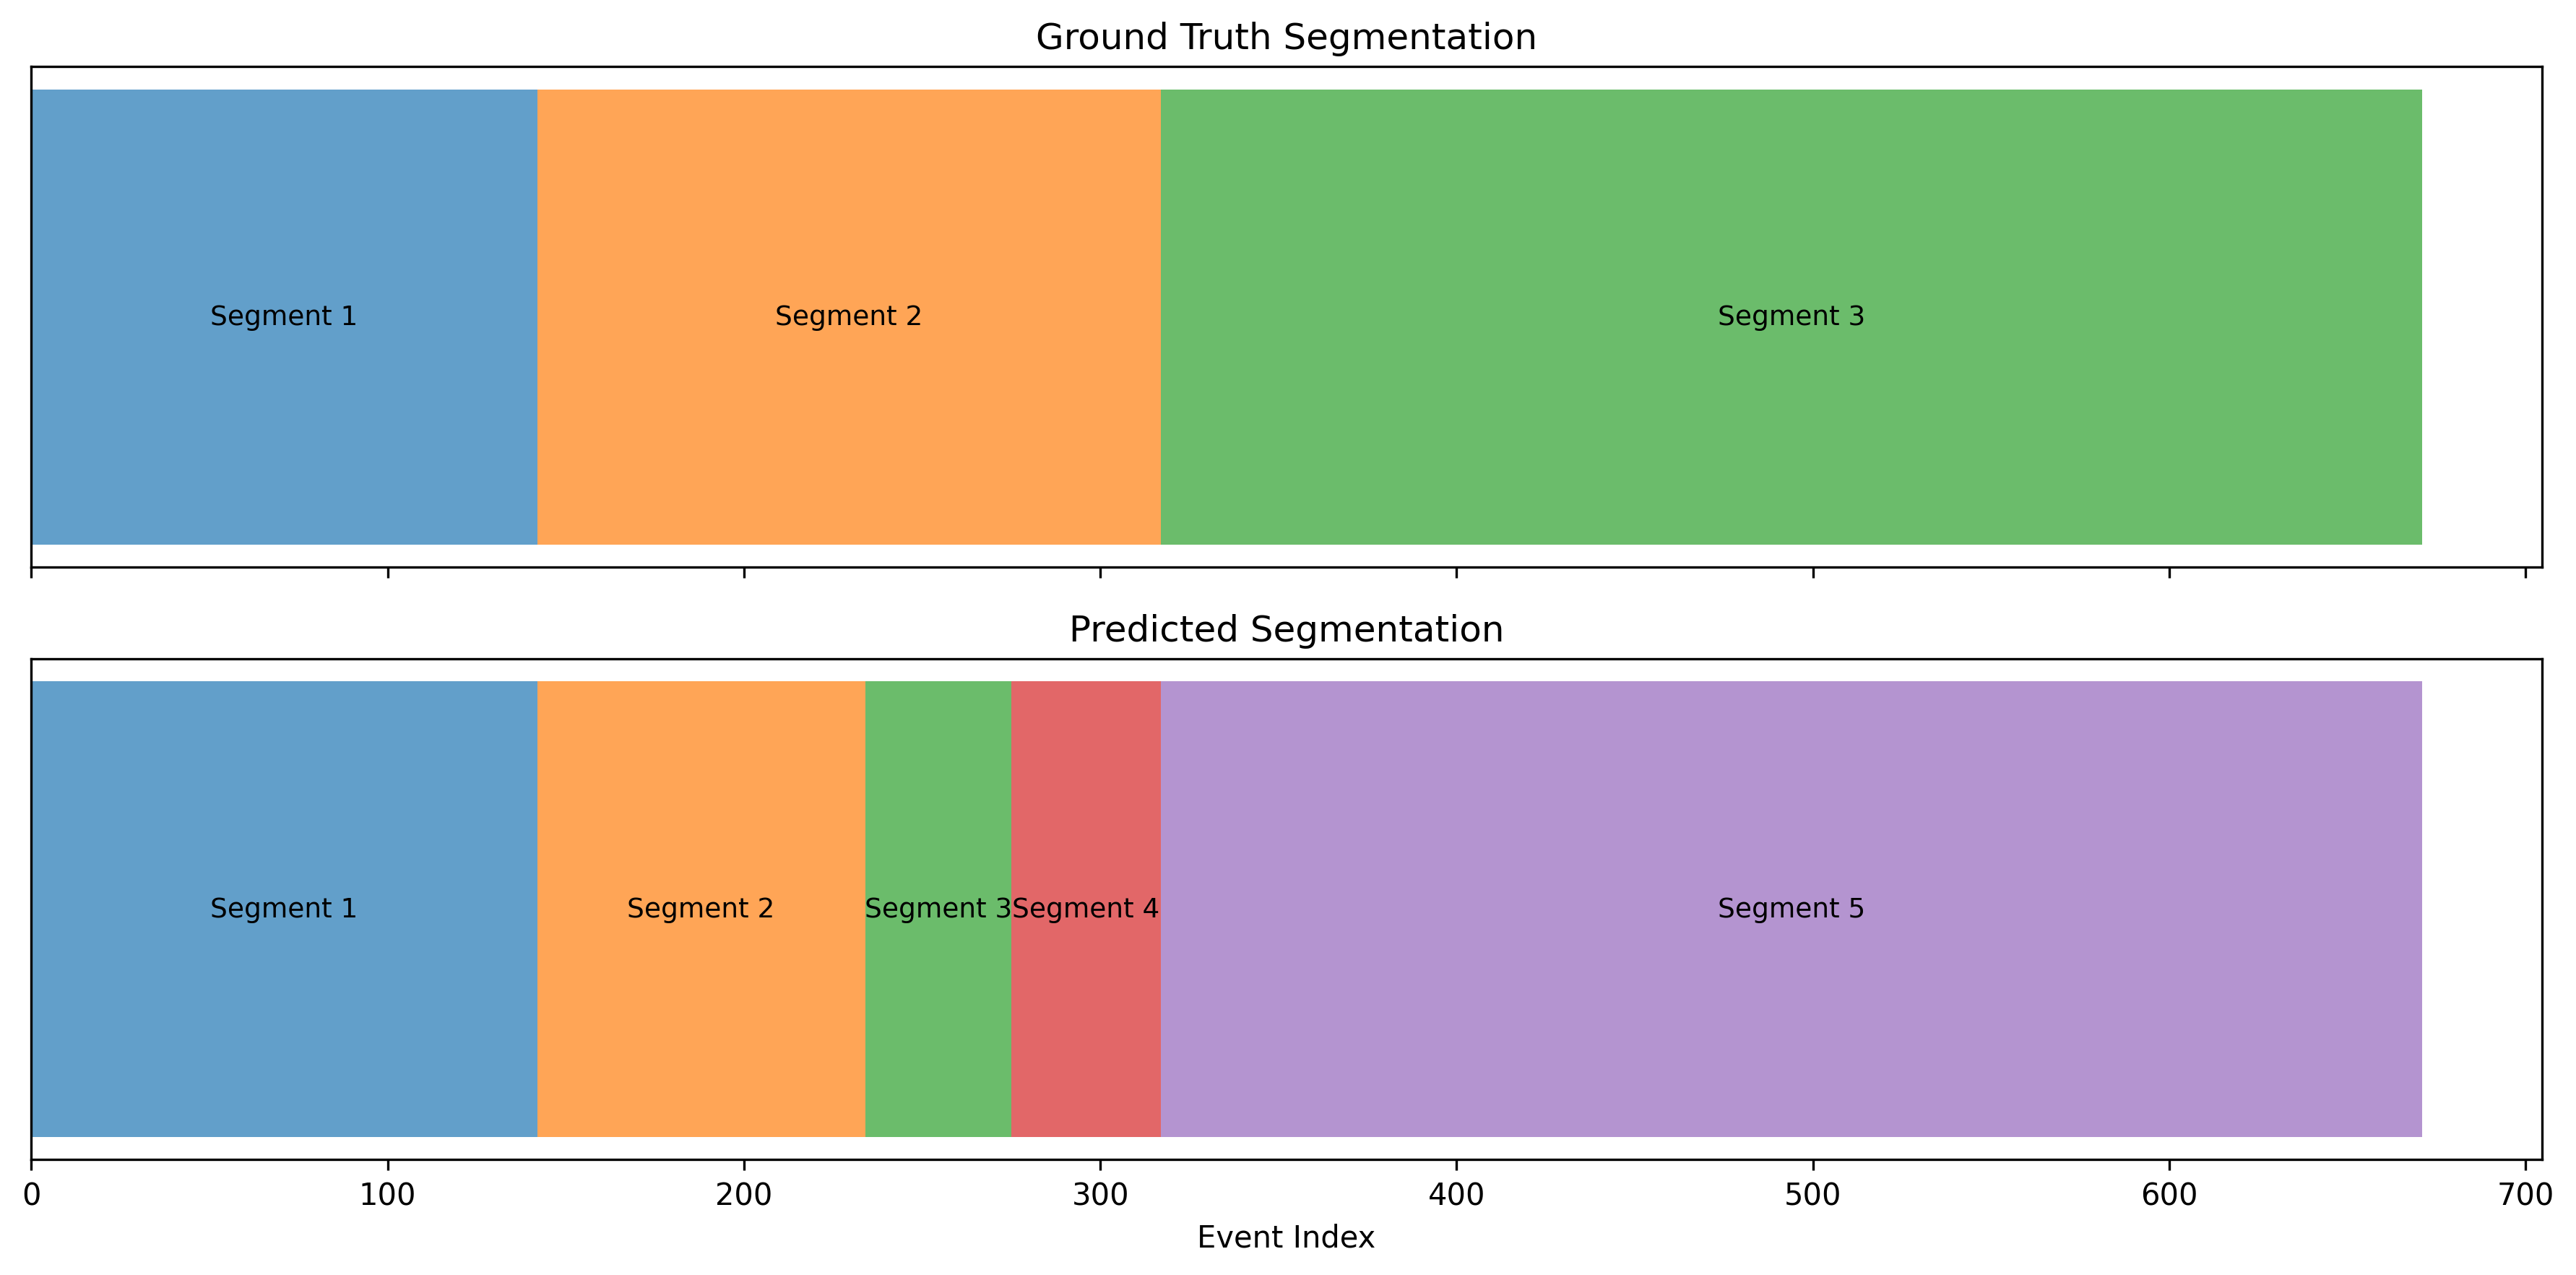 Ground Truth Segmentation
Segment 1 Segment 2 Segment 3
Predicted Segmentation
Segment 1 Segment 2 Segment 3 Segment 4 Segment 5
0 100 200 300 400 500 600 700
Event Index